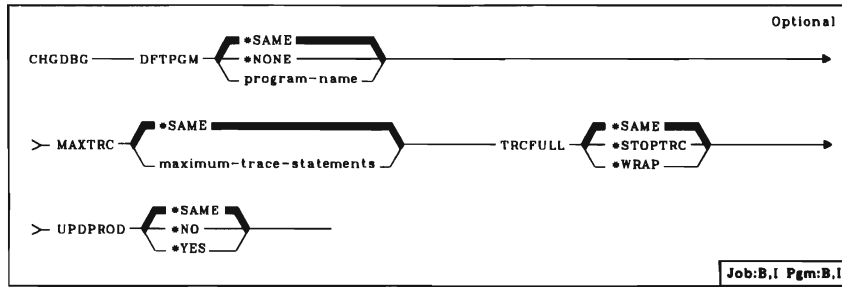 Optional
*SAME
CHGDBG DFTPGM *NONE
program-name
*SAME *SAME
MAXTRC TRCFULL *STOPTRC
maximum-trace-statements *WRAP
*SAME
UPDPROD *NO
*YES
Job:B,I Pgm:B,I